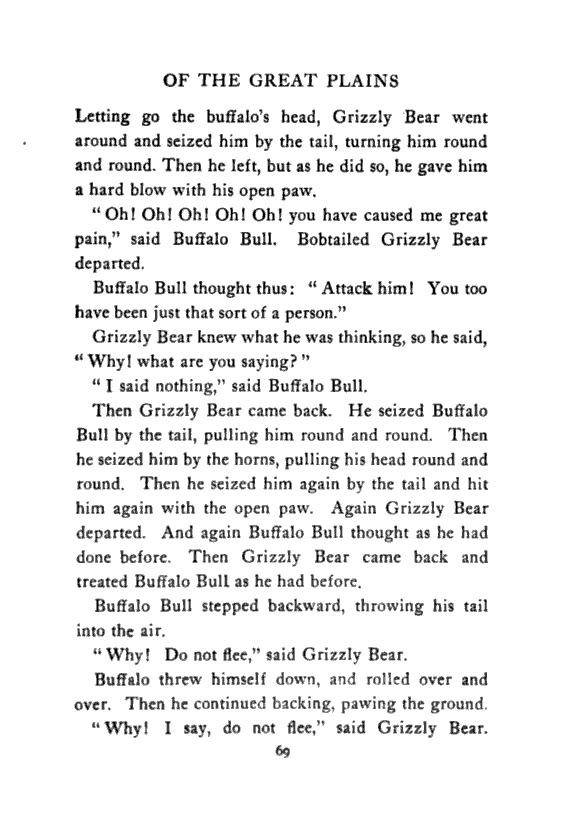 OF THE GREAT PLAINS
Letting go the buffalo's head, Grizzly Bear went
around and seized him by the tail, turning him round
and round. Then he left, but as he did so, he gave him
a hard blow with his open paw.
“ Oh! Oh! Oh! Oh! Oh! you have caused me great
pain,” said Buffalo Bull. Bobtailed Grizzly Bear
departed.
Buffalo Bull thought thus: “ Attack him! You too
have been just that sort of a person.”
Grizzly Bear knew what he was thinking, so he said,
“ Why! what are you saying? ”
“ I said nothing,” said Buffalo Bull.
Then Grizzly Bear came back. He seized Buffalo
Bull by the tail, pulling him round and round. Then
he seized him by the horns, pulling his head round and
round. Then he seized him again by the tail and hit
him again with the open paw. Again Grizzly Bear
departed. And again Buffalo Bull thought as he had
done before. Then Grizzly Bear came back and
treated Buffalo Bull as he had before.
Buffalo Bull stepped backward, throwing his tail
into the air.
“ Why! Do not flee,” said Grizzly Bear.
Buffalo threw himself down, and rolled over and
over. Then he continued backing, pawing the ground.
“ Why! I say, do not flee,” said Grizzly Bear.
69